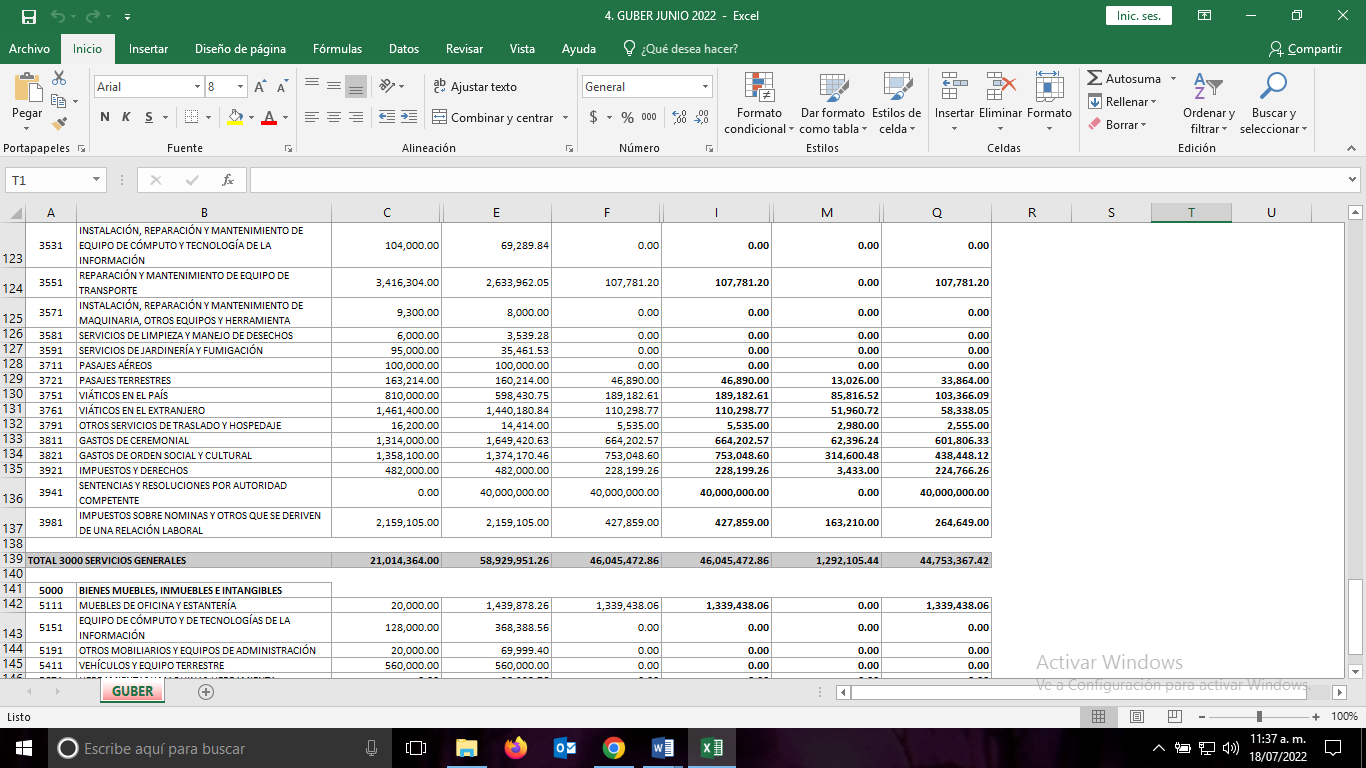 4. GUBER JUNIO 2022 - Excel
Inic. ses.
Archivo Inicio Insertar Diseño de página Fórmulas Datos Revisar Vista Ayuda ¿Qué desea hacer? Compartir
Pegar
Arial 8
N K S
Ajustar texto
Combinar y centrar
General
$ % 000
Formato condicional
Dar formato como tabla
Estilos de celda
Insertar Eliminar Formato
Autosuma
Rellenar
Borrar
Ordenar y filtrar
Buscar y seleccionar
Portapapeles Fuente Alineación Número Estilos Celdas Edición
T1 fx
A B C E F I M Q R S T U
INSTALACIÓN, REPARACIÓN Y MANTENIMIENTO DE
123 3531 EQUIPO DE CÓMPUTO Y TECNOLOGÍA DE LA 104,000.00 69,289.84 0.00 0.00 0.00 0.00
INFORMACIÓN
REPARACIÓN Y MANTENIMIENTO DE EQUIPO DE
124 3551 TRANSPORTE 3,416,304.00 2,633,962.05 107,781.20 107,781.20 0.00 107,781.20
INSTALACIÓN, REPARACIÓN Y MANTENIMIENTO DE
125 3571 MAQUINARIA, OTROS EQUIPOS Y HERRAMIENTA 9,300.00 8,000.00 0.00 0.00 0.00 0.00
126 3581 SERVICIOS DE LIMPIEZA Y MANEJO DE DESECHOS 6,000.00 3,539.28 0.00 0.00 0.00 0.00
127 3591 SERVICIOS DE JARDINERÍA Y FUMIGACIÓN 95,000.00 35,461.53 0.00 0.00 0.00 0.00
128 3711 PASAJES AÉREOS 100,000.00 100,000.00 0.00 0.00 0.00 0.00
129 3721 PASAJES TERRESTRES 163,214.00 160,214.00 46,890.00 46,890.00 13,026.00 33,864.00
130 3751 VIÁTICOS EN EL PAÍS 810,000.00 598,430.75 189,182.61 189,182.61 85,816.52 103,366.09
131 3761 VIÁTICOS EN EL EXTRANJERO 1,461,400.00 1,440,180.84 110,298.77 110,298.77 51,960.72 58,338.05
132 3791 OTROS SERVICIOS DE TRASLADO Y HOSPEDAJE 16,200.00 14,414.00 5,535.00 5,535.00 2,980.00 2,555.00
133 3811 GASTOS DE CEREMONIAL 1,314,000.00 1,649,420.63 664,202.57 664,202.57 62,396.24 601,806.33
134 3821 GASTOS DE ORDEN SOCIAL Y CULTURAL 1,358,100.00 1,374,170.46 753,048.60 753,048.60 314,600.48 438,448.12
135 3921 IMPUESTOS Y DERECHOS 482,000.00 482,000.00 228,199.26 228,199.26 3,433.00 224,766.26
SENTENCIAS Y RESOLUCIONES POR AUTORIDAD
136 3941 COMPETENTE 0.00 40,000,000.00 40,000,000.00 40,000,000.00 0.00 40,000,000.00
IMPUESTOS SOBRE NOMINAS Y OTROS QUE SE DERIVEN
137 3981 DE UNA RELACIÓN LABORAL 2,159,105.00 2,159,105.00 427,859.00 427,859.00 163,210.00 264,649.00
138
139 TOTAL 3000 SERVICIOS GENERALES 21,014,364.00 58,929,951.26 46,045,472.86 46,045,472.86 1,292,105.44 44,753,367.42
140
141 5000 BIENES MUEBLES, INMUEBLES E INTANGIBLES
142 5111 MUEBLES DE OFICINA Y ESTANTERÍA 20,000.00 1,439,878.26 1,339,438.06 1,339,438.06 0.00 1,339,438.06
EQUIPO DE CÓMPUTO Y DE TECNOLOGÍAS DE LA
143 5151 INFORMACIÓN 128,000.00 368,388.56 0.00 0.00 0.00 0.00
144 5191 OTROS MOBILIARIOS Y EQUIPOS DE ADMINISTRACIÓN 20,000.00 69,999.40 0.00 0.00 0.00 0.00
145 5411 VEHÍCULOS Y EQUIPO TERRESTRE 560,000.00 560,000.00 0.00 0.00 0.00 0.00
Activar Windows
Ve a Configuración para activar Windows.
GUBER
Listo
100%
Escribe aquí para buscar
11:37 a. m.
18/07/2022